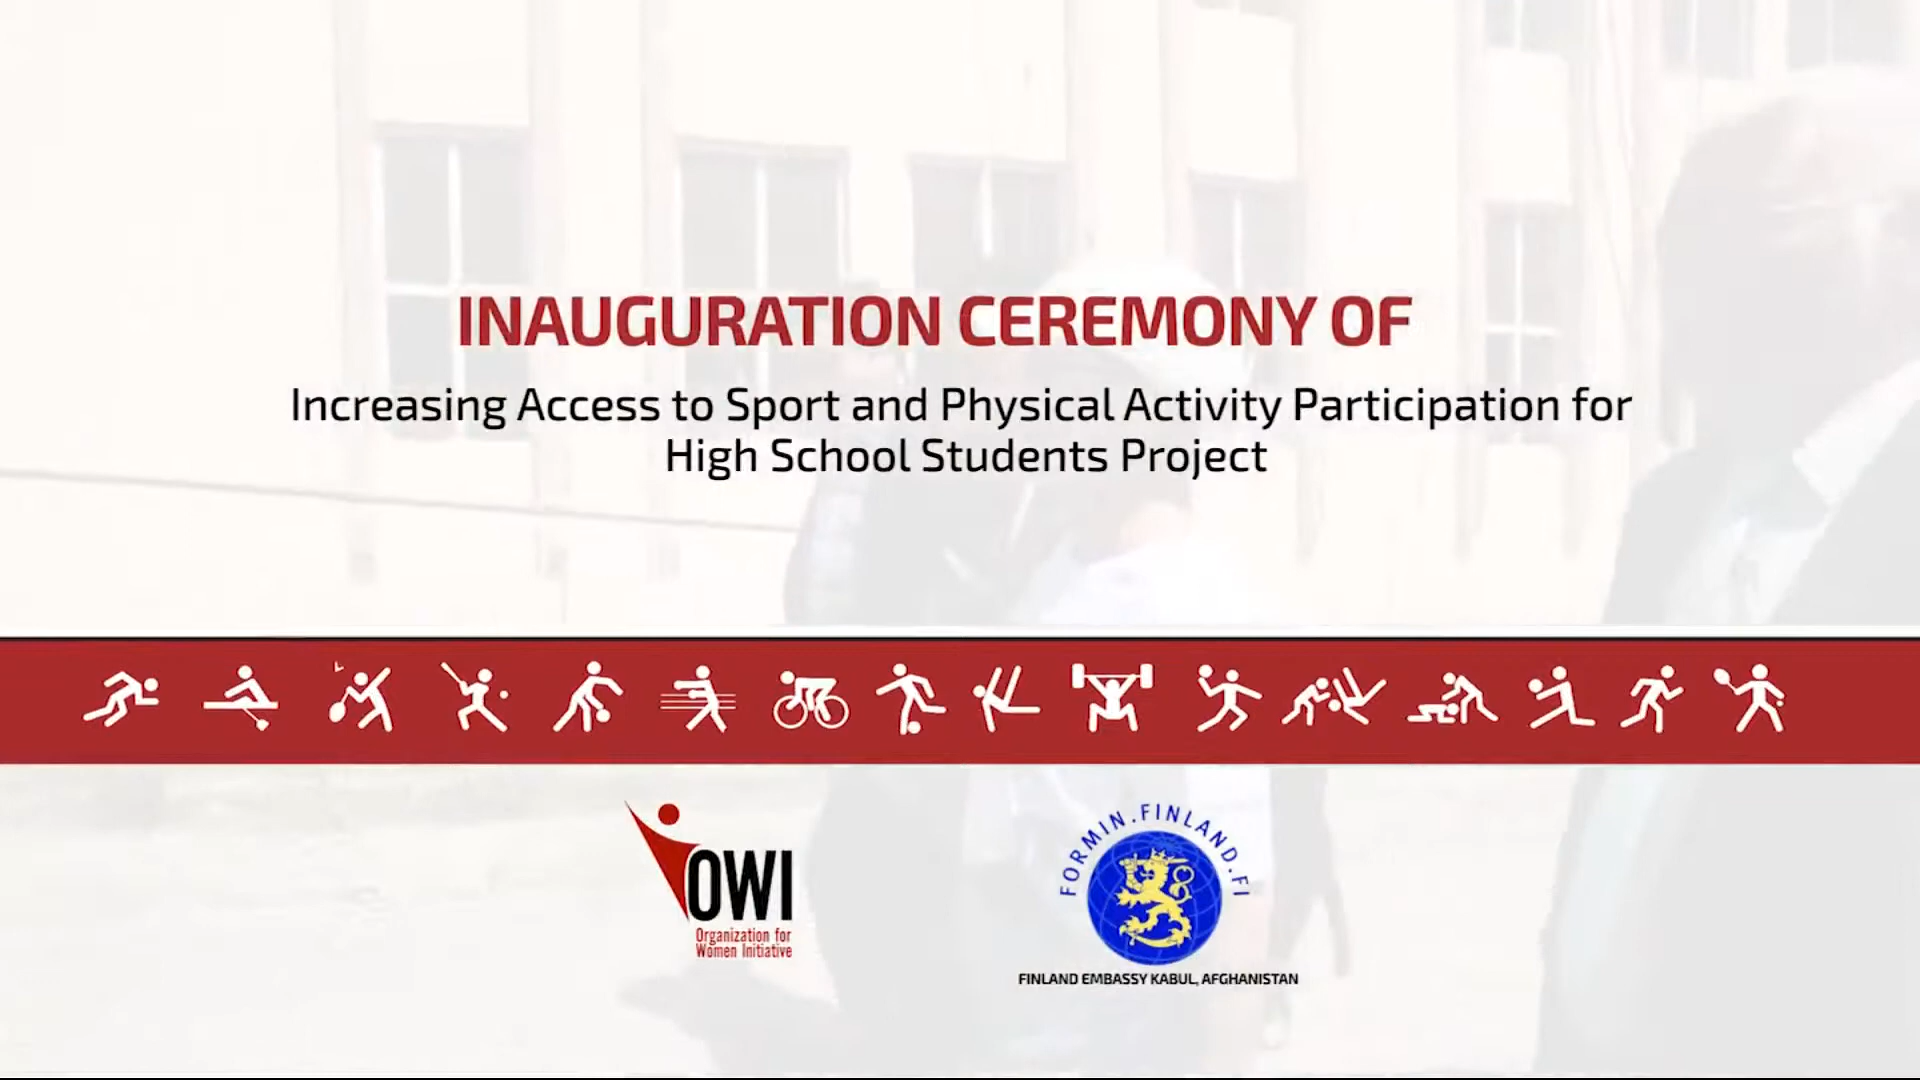 INAUGURATION CEREMONY OF
Increasing Access to Sport and Physical Activity Participation for
High School Students Project
OWI
Organization for
Women Initiative
FORMIN.FINLAND.FI
FINLAND EMBASSY KABUL, AFGHANISTAN